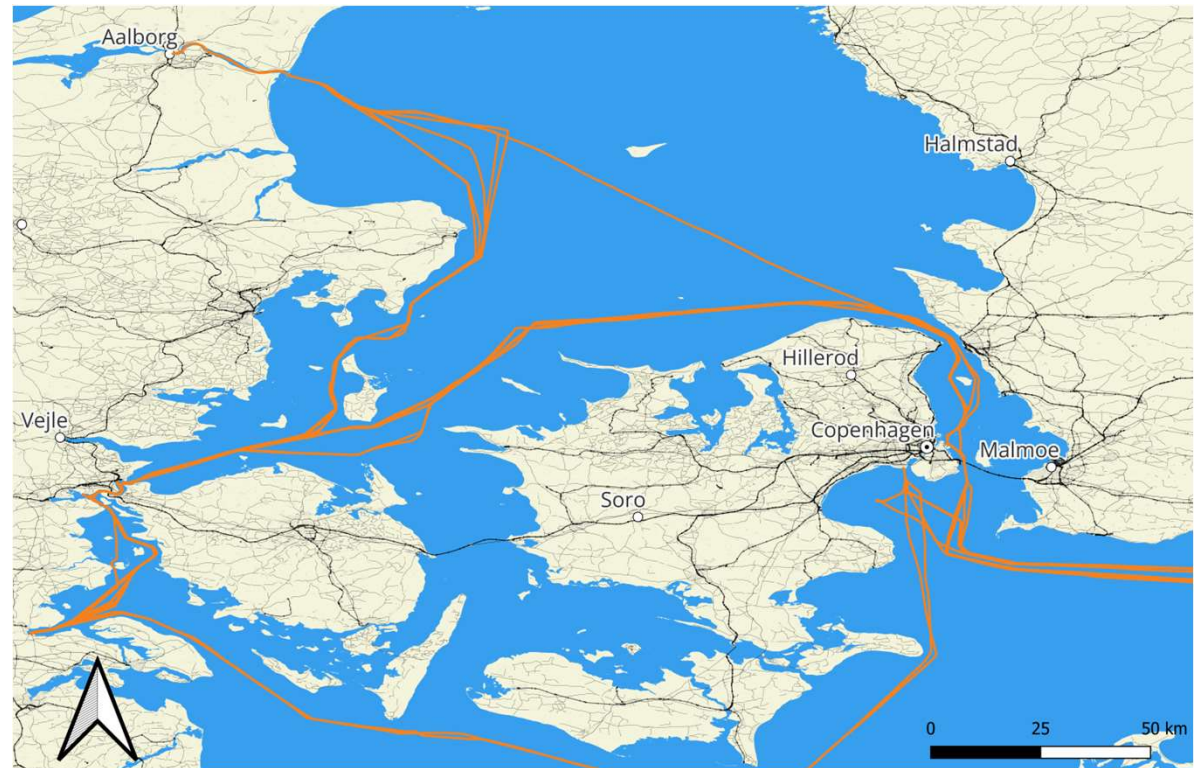 Aalborg
Halmstad
Hillerod
Vejle
Copenhagen
Malmoe
Soro
0 25 50 km